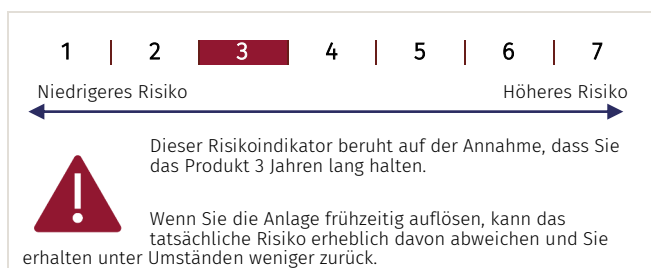 1 | 2 | 3 | 4 | 5 | 6 | 7
Niedrigeres Risiko Höheres Risiko
Dieser Risikoindikator beruht auf der Annahme, dass Sie
das Produkt 3 Jahren lang halten.
Wenn Sie die Anlage frühzeitig auflösen, kann das
tatsächliche Risiko erheblich davon abweichen und Sie
erhalten unter Umständen weniger zurück.